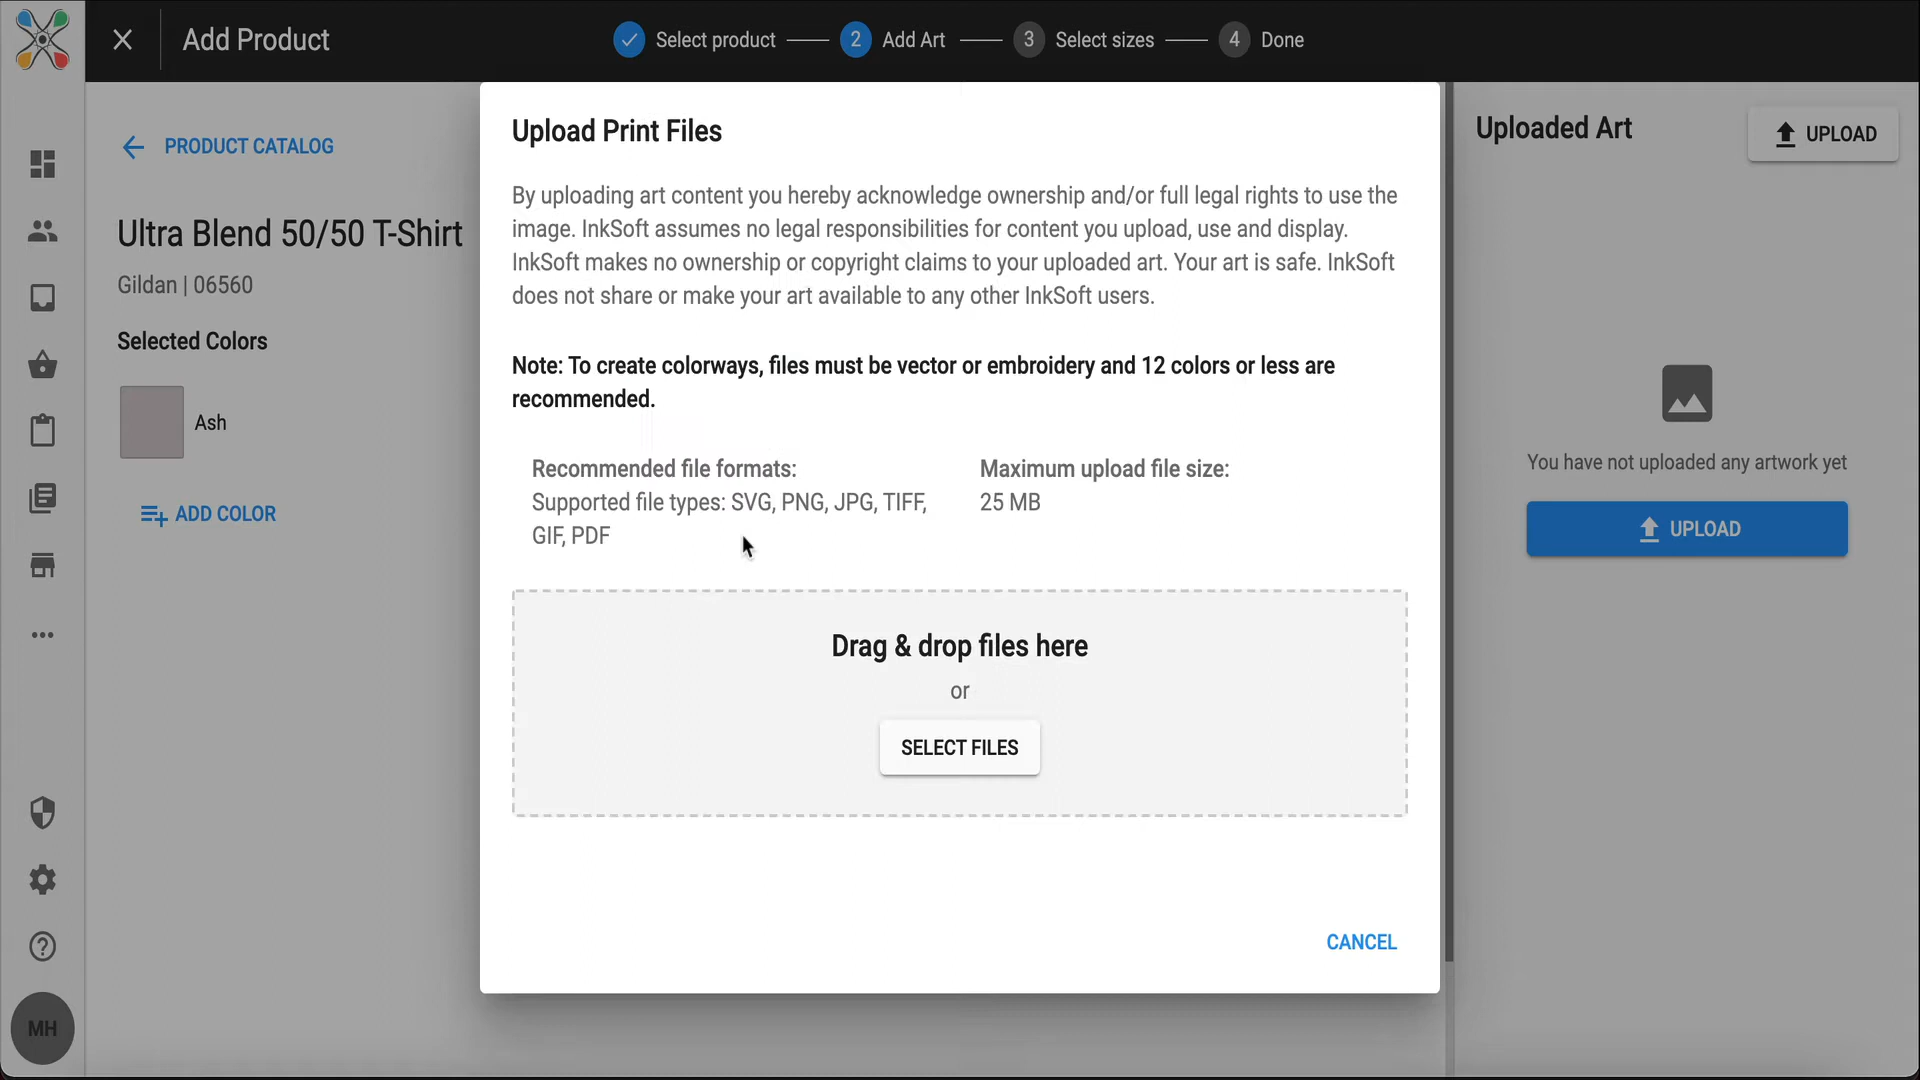 Add Product
Select product
2 Add Art
3 Select sizes
4 Done
PRODUCT CATALOG
Ultra Blend 50/50 T-Shirt
Gildan | 06560
Selected Colors
Ash
ADD COLOR
MH
Upload Print Files
By uploading art content you hereby acknowledge ownership and/or full legal rights to use the
image. InkSoft assumes no legal responsibilities for content you upload, use and display.
InkSoft makes no ownership or copyright claims to your uploaded art. Your art is safe. InkSoft
does not share or make your art available to any other InkSoft users.
Note: To create colorways, files must be vector or embroidery and 12 colors or less are
recommended.
Recommended file formats:
Supported file types: SVG, PNG, JPG, TIFF,
GIF, PDF
Maximum upload file size:
25 MB
Drag & drop files here
or
SELECT FILES
CANCEL
Uploaded Art
UPLOAD
You have not uploaded any artwork yet
UPLOAD